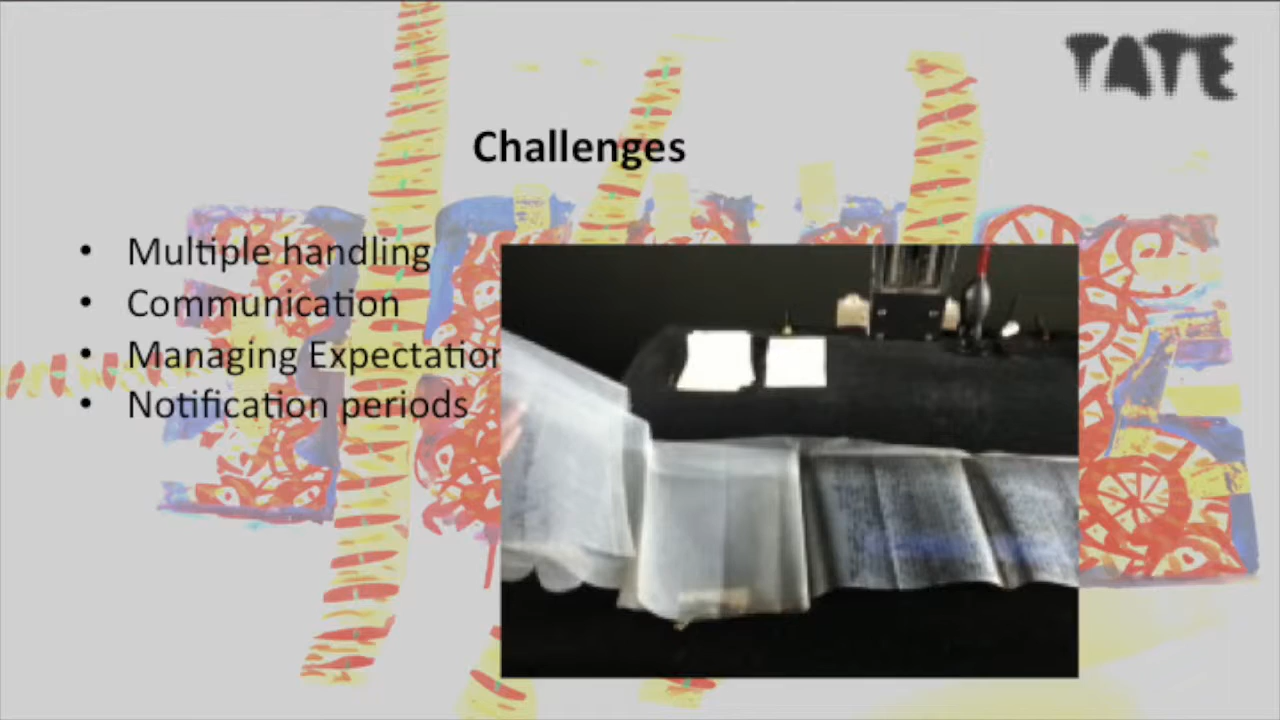 TATE
Challenges
• Multiple handling
• Communication
• Managing Expectation
• Notification periods